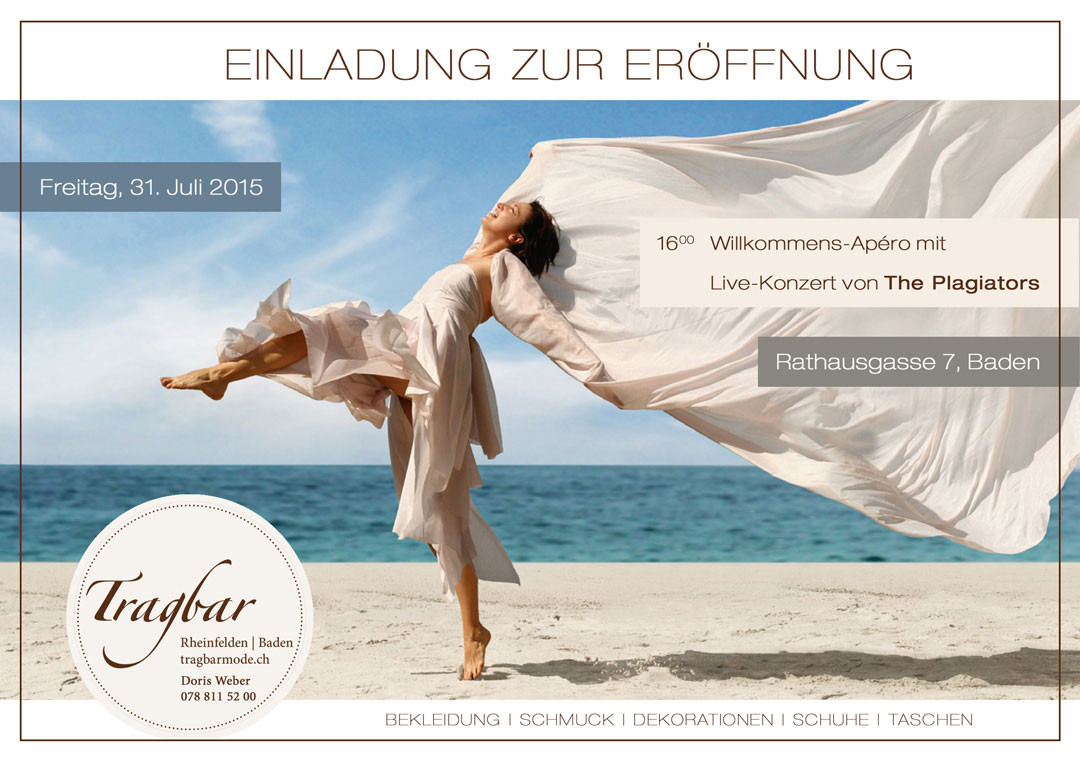 EINLADUNG ZUR ERÖFFNUNG
Freitag, 31. Juli 2015
16⁰⁰ Willkommens-Apéro mit
Live-Konzert von The Plagiators
Rathausgasse 7, Baden
Tragbar
Rheinfelden | Baden
tragbarmode.ch
Doris Weber
078 811 52 00
BEKLEIDUNG | SCHMUCK | DEKORATIONEN | SCHUHE | TASCHEN